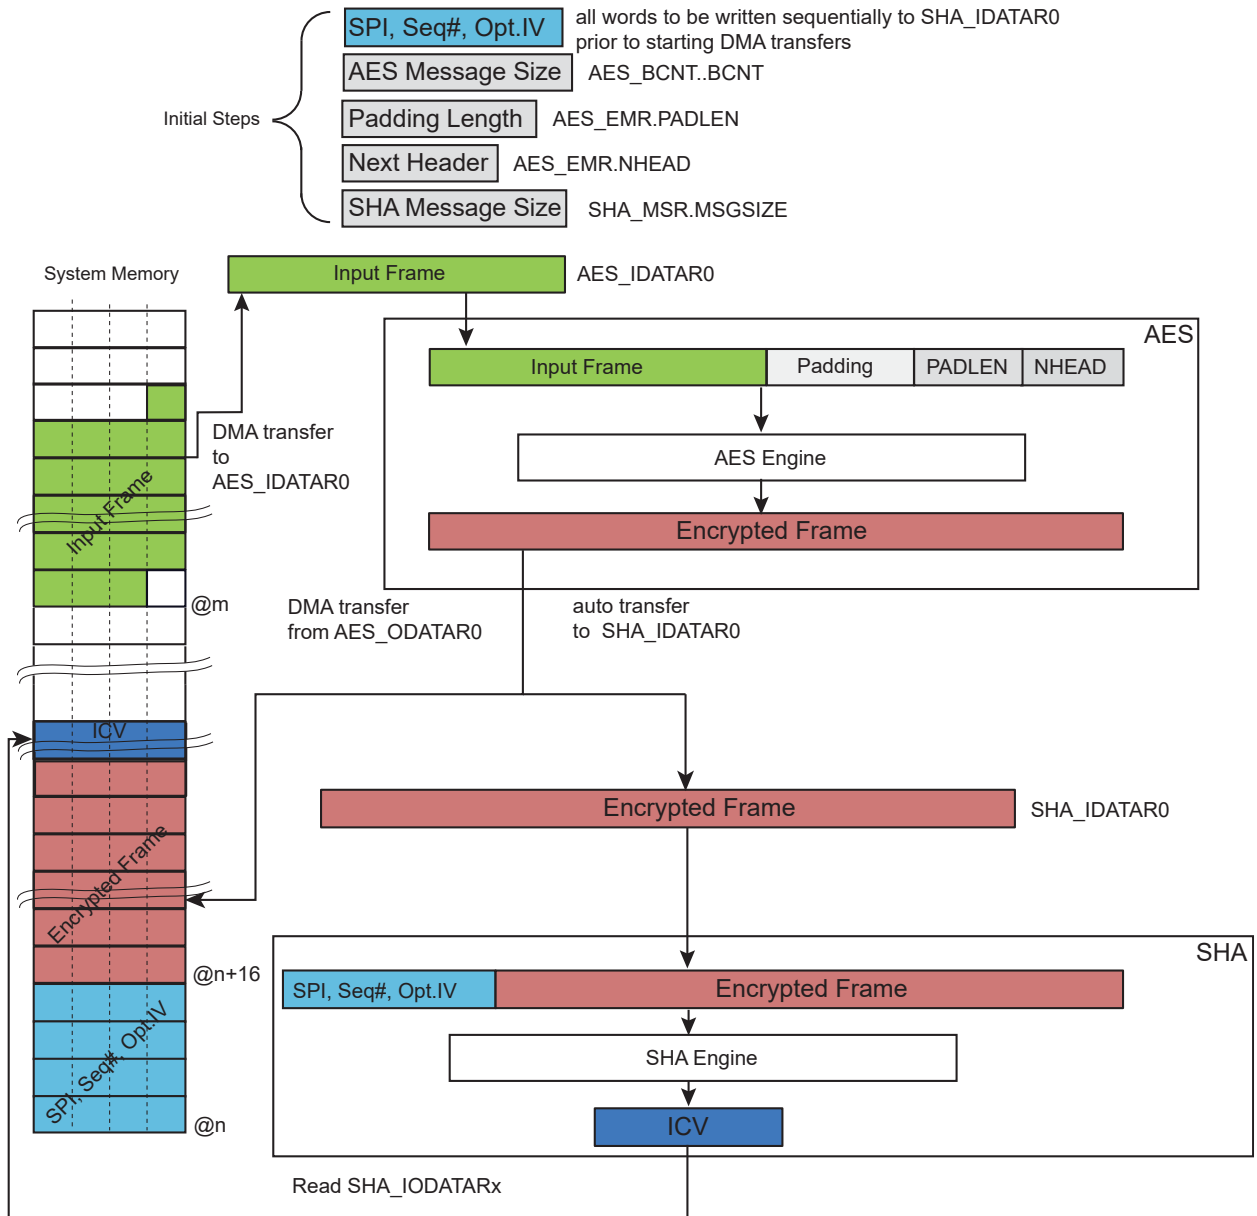 SPI, Seq#, Opt.IV
all words to be written sequentially to SHA_IDATAR0
prior to starting DMA transfers
AES Message Size
AES_BCNT..BCNT
Initial Steps
Padding Length
AES_EMR.PADLEN
Next Header
AES_EMR.NHEAD
SHA Message Size
SHA_MSR.MSGSIZE
System Memory
Input Frame
AES_IDATAR0
AES
Input Frame
Padding
PADLEN
NHEAD
DMA transfer
to
AES_IDATAR0
AES Engine
Input Frame
Encrypted Frame
@m
DMA transfer
from AES_ODATAR0
auto transfer
to SHA_IDATAR0
ICV
Encrypted Frame
SHA_IDATAR0
Encrypted Frame
SHA
@n+16
SPI, Seq#, Opt.IV
Encrypted Frame
SPI, Seq#, Opt.IV
SHA Engine
@n
ICV
Read SHA_IODATARx